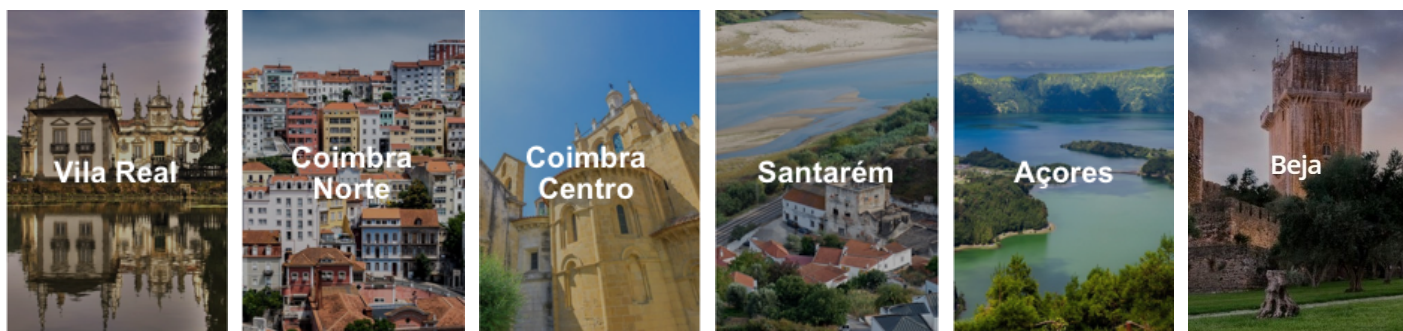 Vila Real
Coimbra
Norte
Coimbra
Centro
Santarém
Açores
Beja